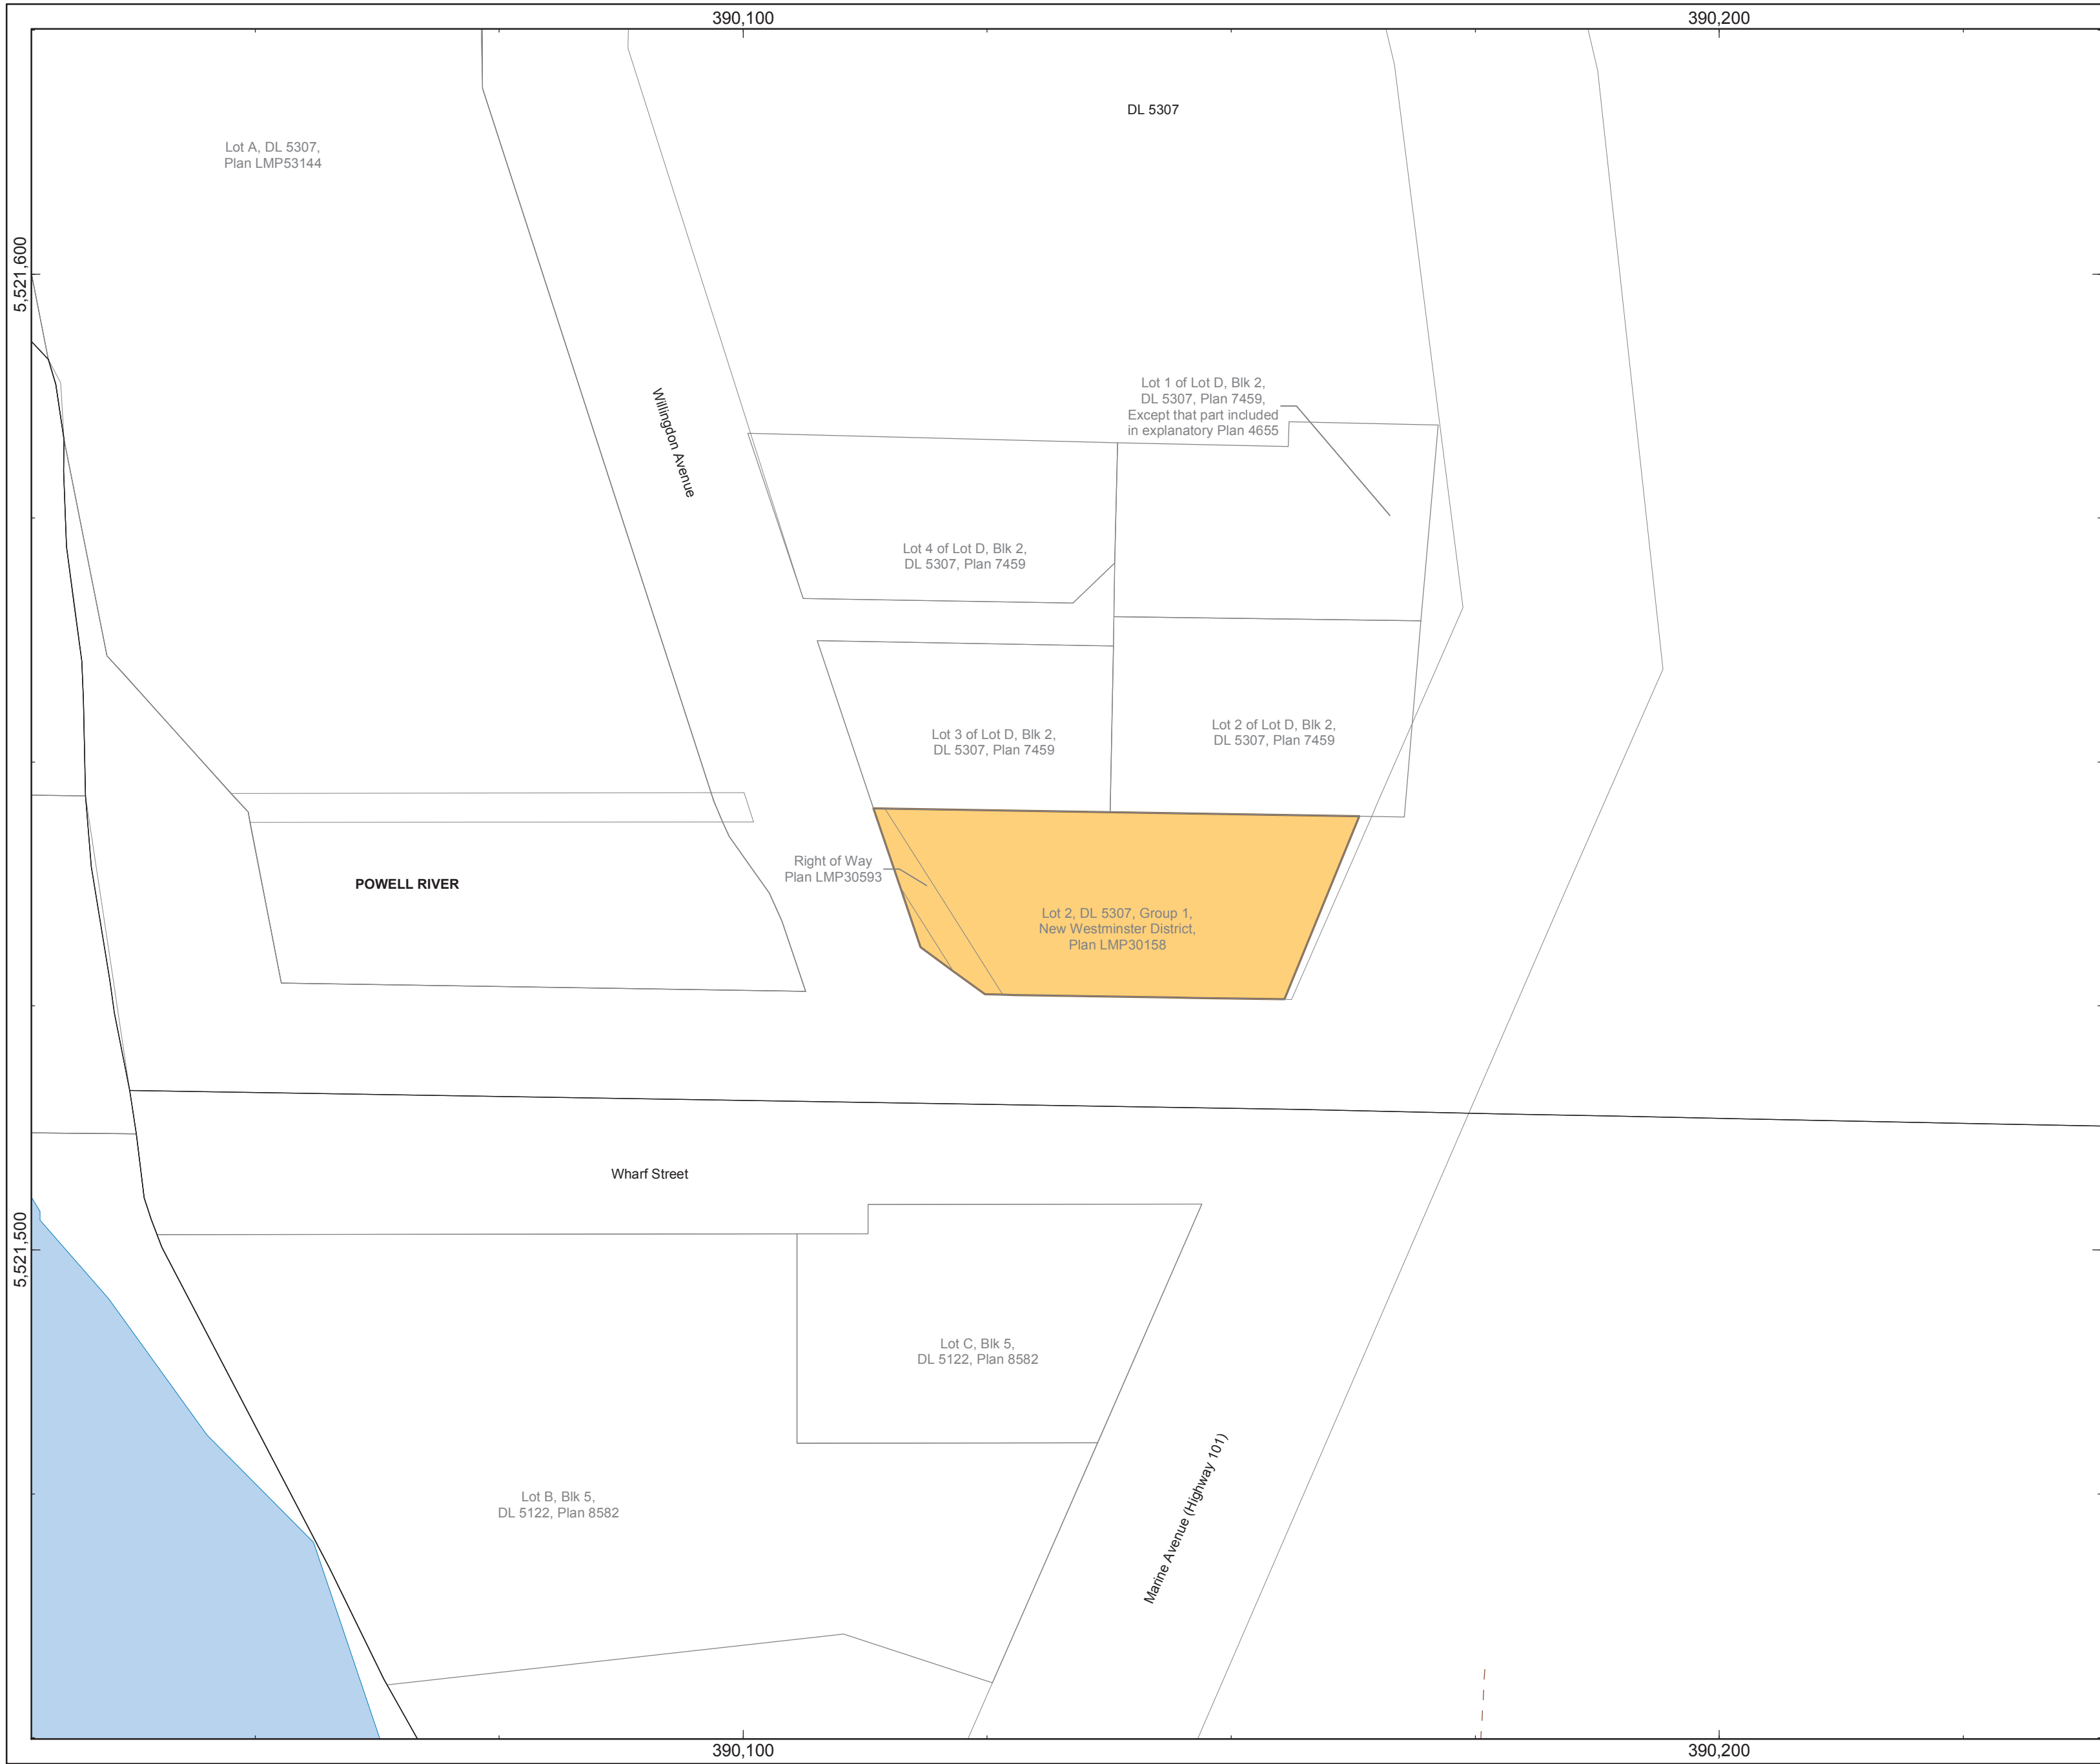 390,100
390,200
DL 5307
Lot A, DL 5307,
Plan LMP53144
5,521,600
Willingdon Avenue
Lot 1 of Lot D, Blk 2,
DL 5307, Plan 7459,
Except that part included
in explanatory Plan 4655
Lot 4 of Lot D, Blk 2,
DL 5307, Plan 7459
Lot 3 of Lot D, Blk 2,
DL 5307, Plan 7459
Lot 2 of Lot D, Blk 2,
DL 5307, Plan 7459
Right of Way
Plan LMP30593
POWELL RIVER
Lot 2, DL 5307, Group 1,
New Westminster District,
Plan LMP30158
Wharf Street
5,521,500
Lot C, Blk 5,
DL 5122, Plan 8582
Marine Avenue (Highway 101)
Lot B, Blk 5,
DL 5122, Plan 8582
390,100
390,200